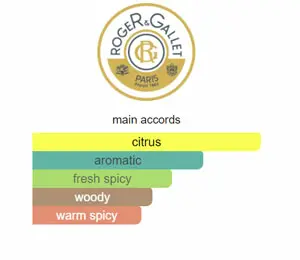 ROGER&GALLET
RG
PARIS
main accords
citrus
aromatic
fresh spicy
woody
warm spicy